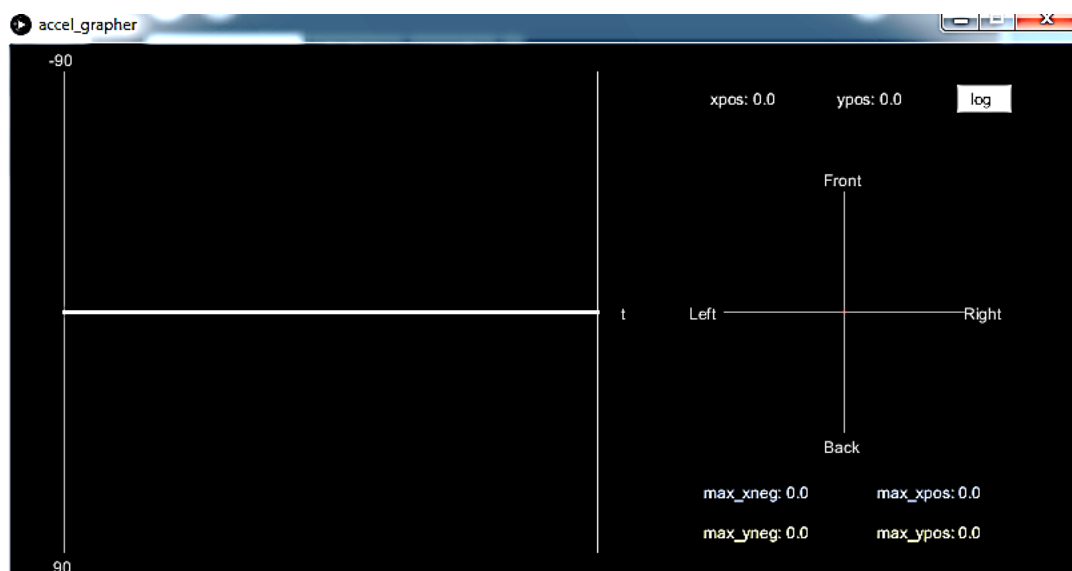 accel_grapher
-90
xpos: 0.0 ypos: 0.0 log
Front
t Left Right
Back
max_xneg: 0.0 max_xpos: 0.0
max_yneg: 0.0 max_ypos: 0.0
90